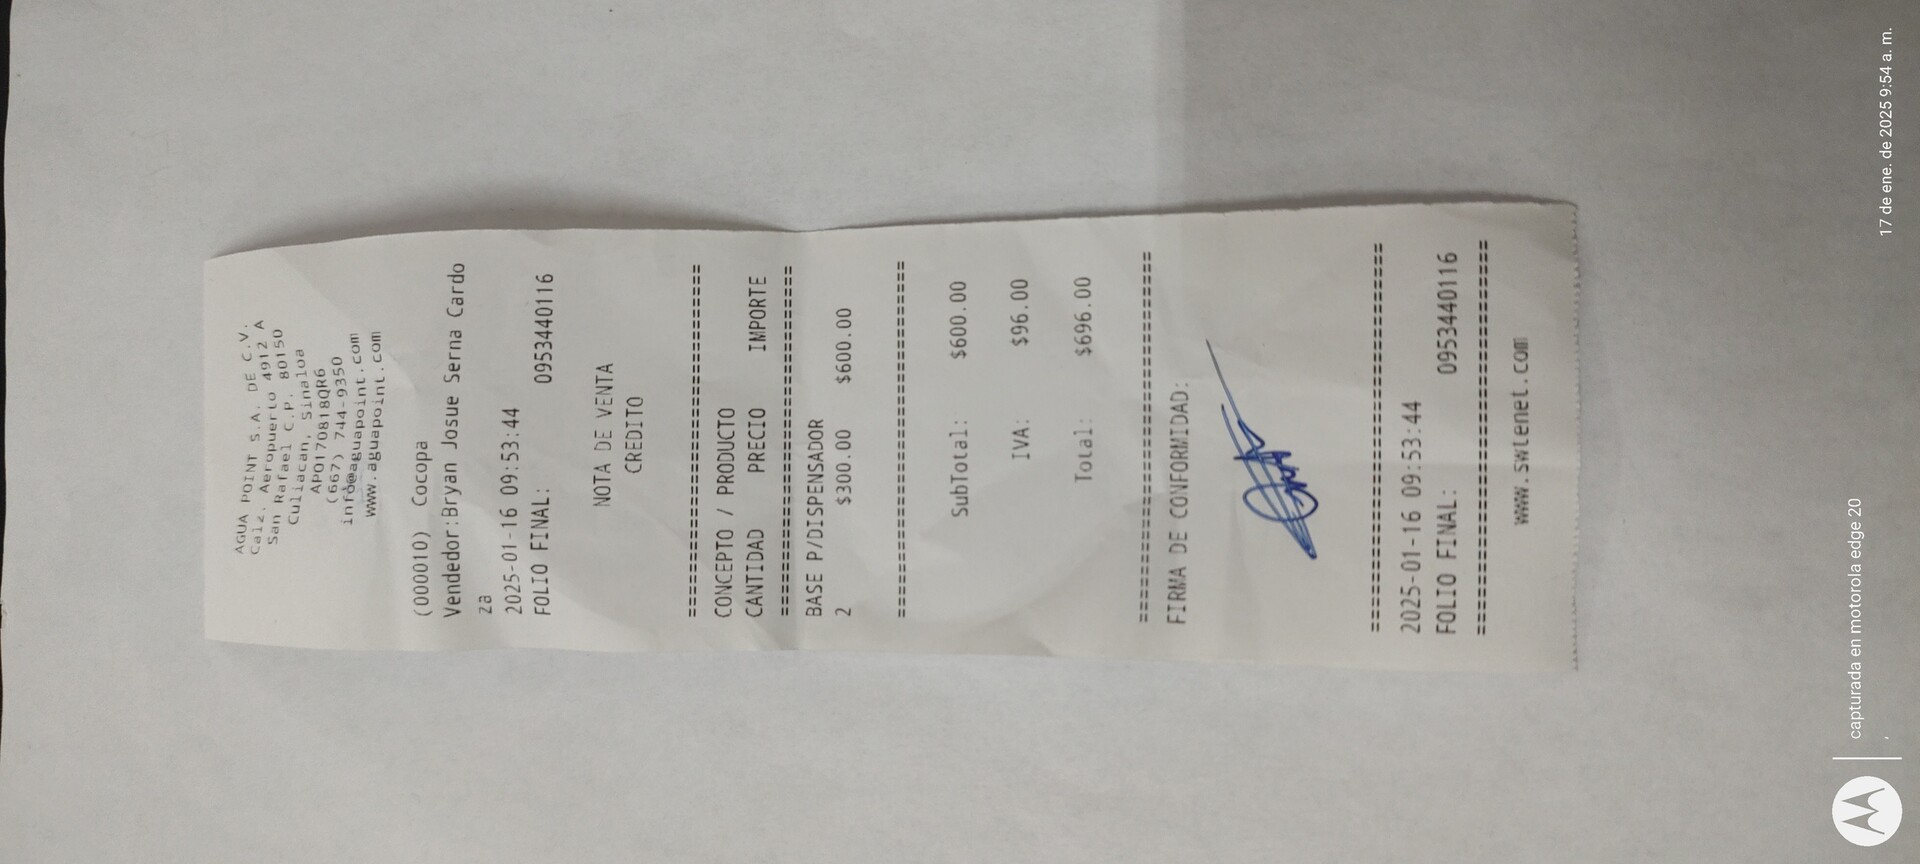 AGUA POINT S.A. DE C.V.
Calz. Aeropuerto 4912 A
San Rafael C.P. 80150
Culiacan, Sinaloa
APO170818QR6
(667) 744-9350
info@aguapoint.com
www.aguapoint.com
(000010) Cocopa
Vendedor:Bryan Josue Serna Cardo
za
2025-01-16 09:53:44
FOLIO FINAL: 0953440116
NOTA DE VENTA
CREDITO
================================
CONCEPTO / PRODUCTO
CANTIDAD PRECIO IMPORTE
================================
BASE P/DISPENSADOR
2 $300.00 $600.00
================================
SubTotal: $600.00
IVA: $96.00
Total: $696.00
================================
FIRMA DE CONFORMIDAD:
================================
2025-01-16 09:53:44
FOLIO FINAL: 0953440116
================================
www.swtenet.com
capturada en motorola edge 20
, 17 de ene. de 2025 9:54 a. m.